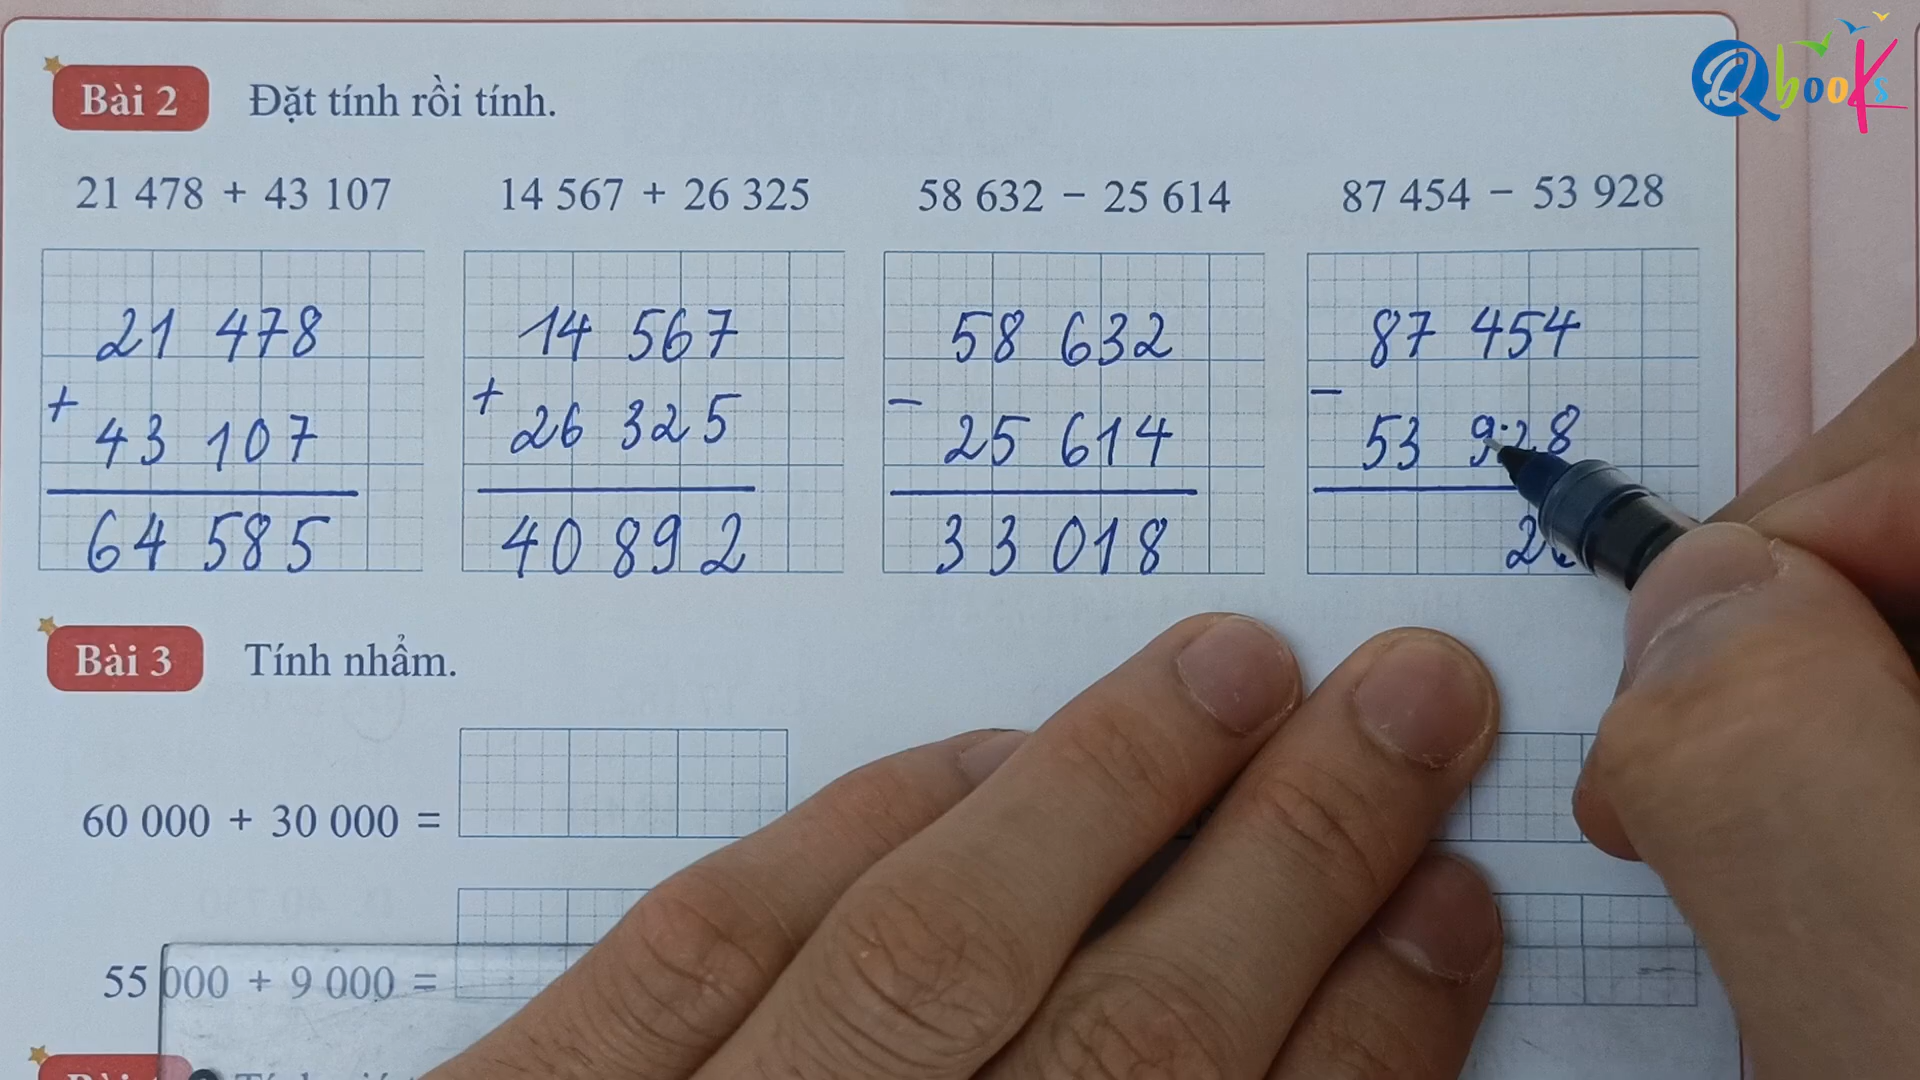 Qbooks
Bài 2 Đặt tính rồi tính.
21 478 + 43 107 14 567 + 26 325 58 632 − 25 614 87 454 − 53 928
21 478 14 567 58 632 87 454
+ + − −
43 107 26 325 25 614 53 928
64 585 40 892 33 018 2
Bài 3 Tính nhẩm.
60 000 + 30 000 =
55 000 + 9 000 =